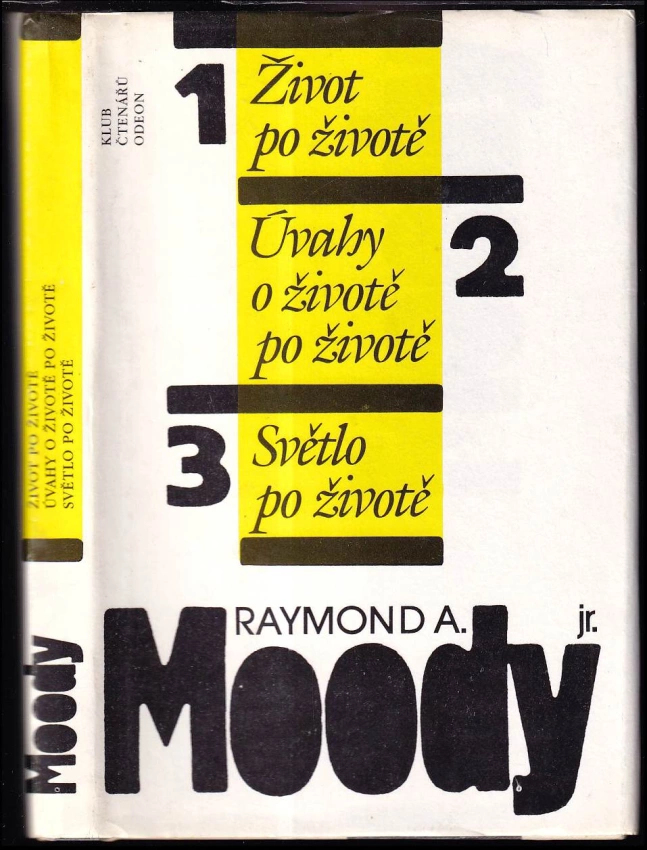 KLUB
ČTENÁŘŮ
ODEON
1
Život
po životě
2
Úvahy
o životě
po životě
3
Světlo
po životě
RAYMOND A.
jr.
Moody
ŽIVOT PO ŽIVOTĚ
ÚVAHY O ŽIVOTĚ PO ŽIVOTĚ
SVĚTLO PO ŽIVOTĚ
Moody